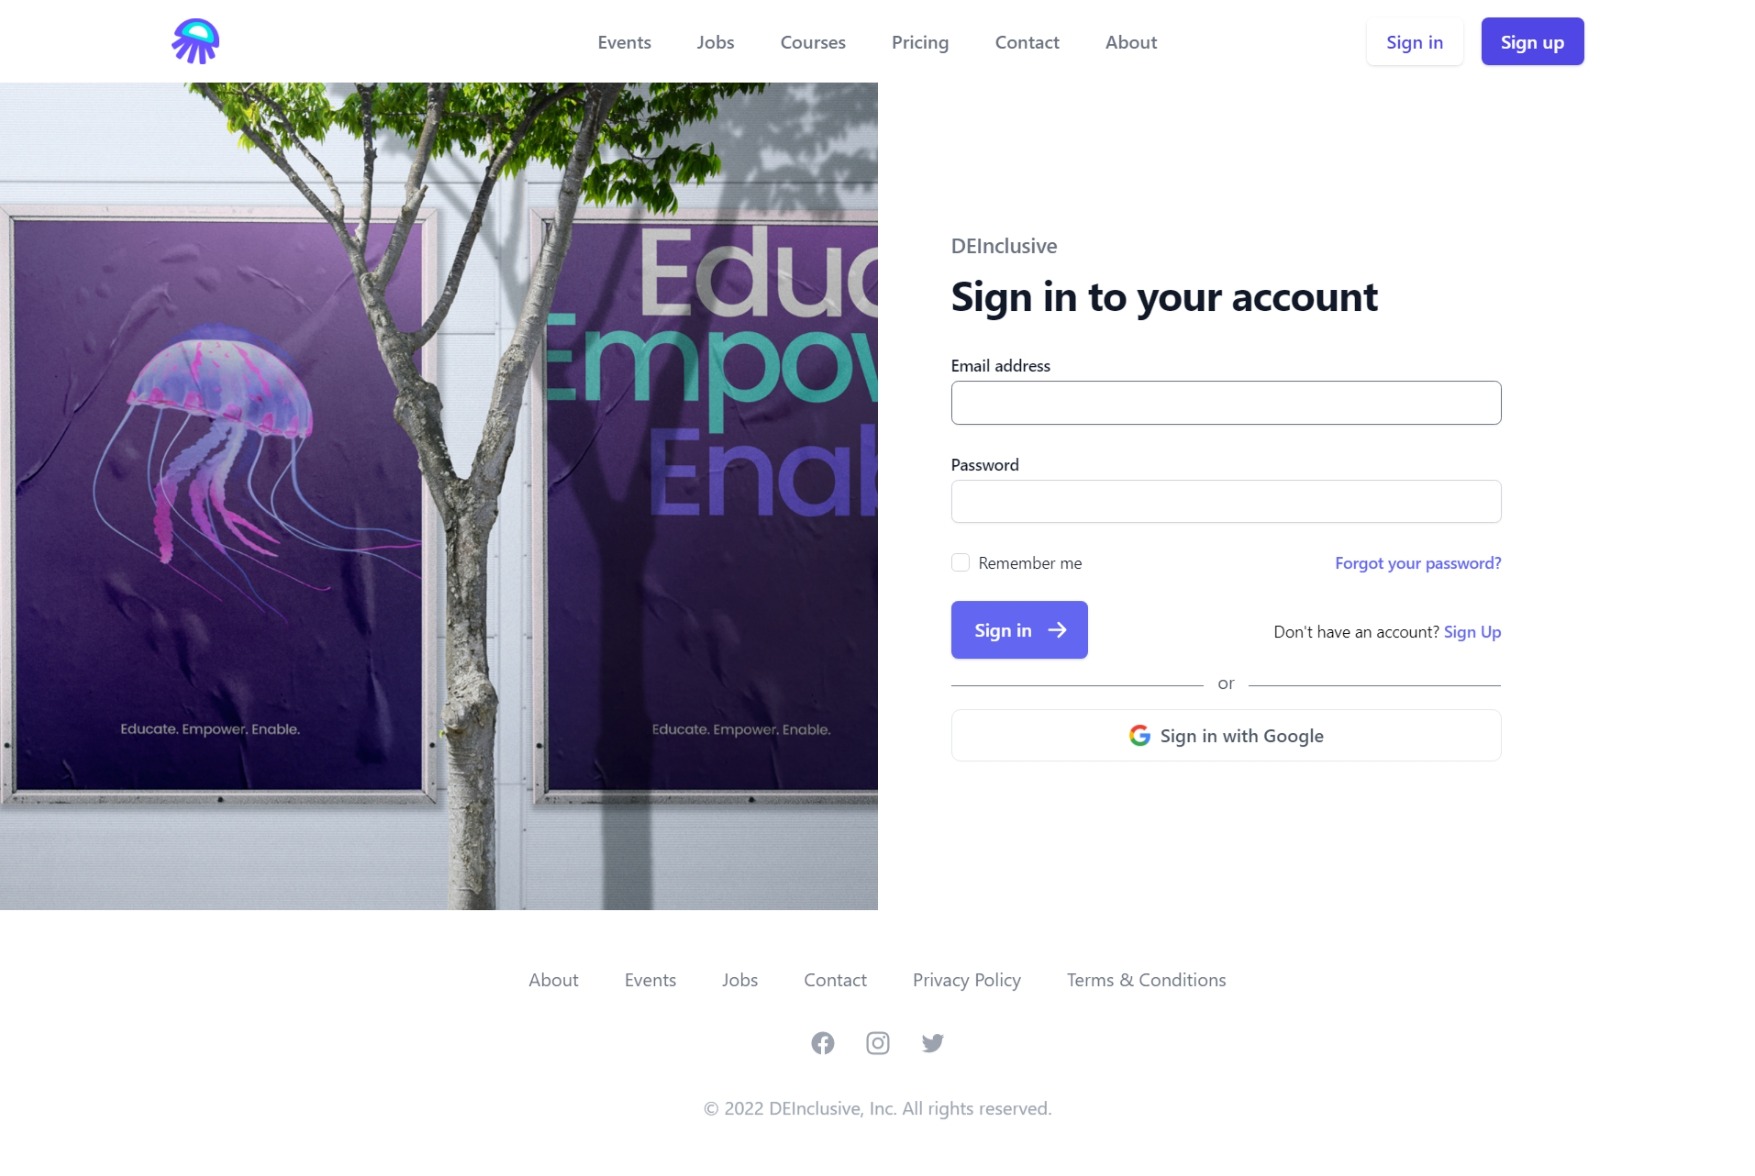 Events Jobs Courses Pricing Contact About
Sign in Sign up
Educ
Empow
Enab
Educate. Empower. Enable.
Educate. Empower. Enable.
DEInclusive
Sign in to your account
Email address
Password
Remember me
Forgot your password?
Sign in
Don't have an account? Sign Up
or
Sign in with Google
About Events Jobs Contact Privacy Policy Terms & Conditions
© 2022 DEInclusive, Inc. All rights reserved.